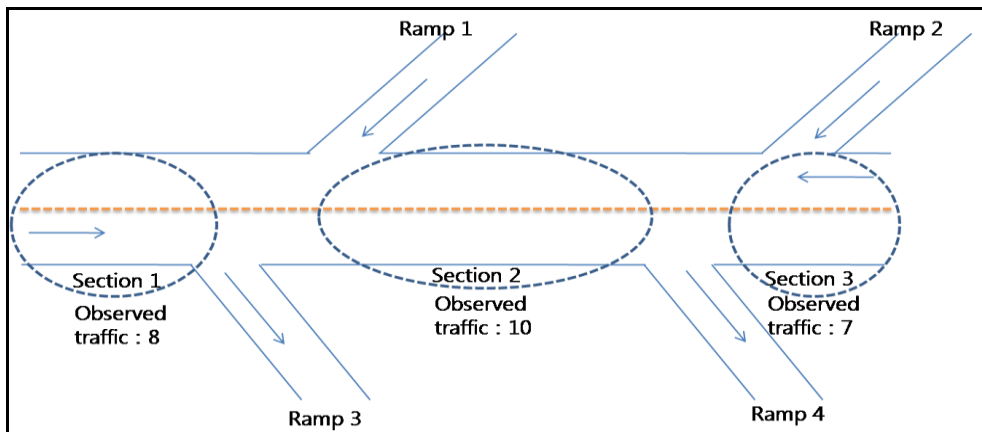 Ramp 1
Ramp 2
Section 1
Observed
traffic : 8
Section 2
Observed
traffic : 10
Section 3
Observed
traffic : 7
Ramp 3
Ramp 4